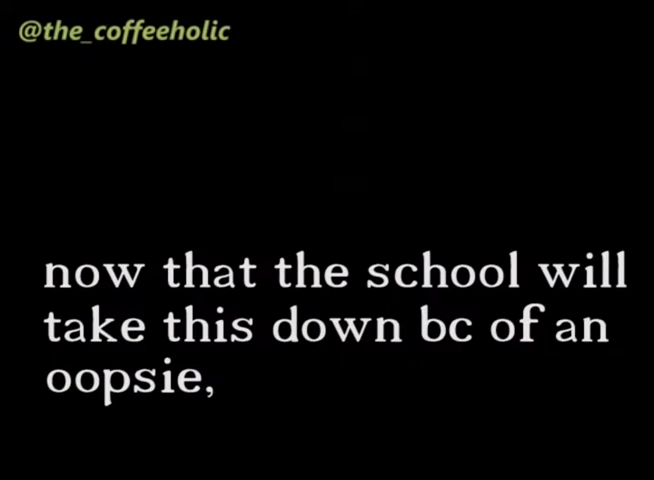 @the_coffeeholic
now that the school will
take this down bc of an
oopsie,